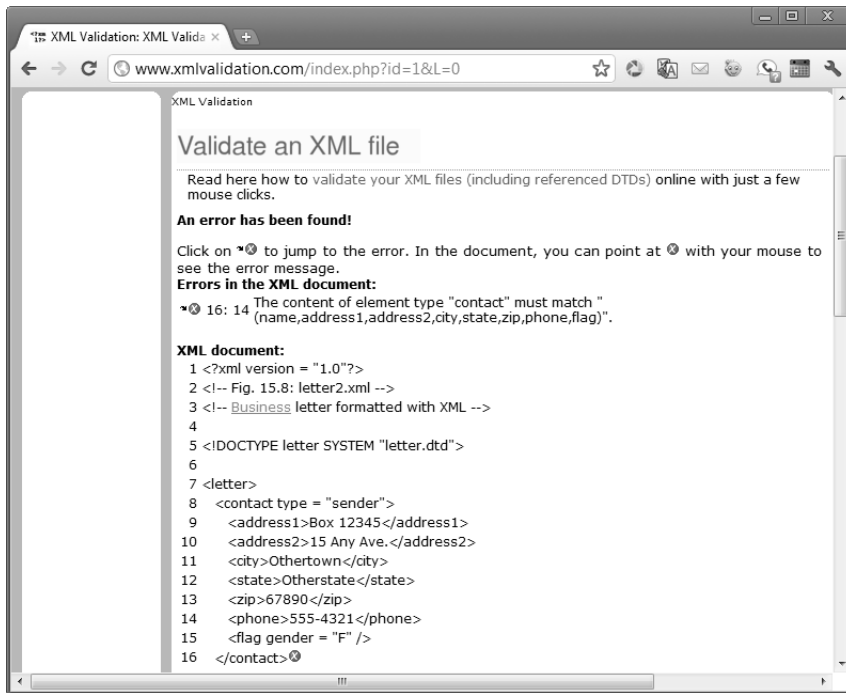 XML Validation: XML Valida
www.xmlvalidation.com/index.php?id=1&L=0
XML Validation
Validate an XML file
Read here how to validate your XML files (including referenced DTDs) online with just a few
mouse clicks.
An error has been found!
Click on to jump to the error. In the document, you can point at with your mouse to
see the error message.
Errors in the XML document:
16: 14 The content of element type "contact" must match "
(name,address1,address2,city,state,zip,phone,flag)".
XML document:
1 <?xml version = "1.0"?>
2 <!-- Fig. 15.8: letter2.xml -->
3 <!-- Business letter formatted with XML -->
4
5 <!DOCTYPE letter SYSTEM "letter.dtd">
6
7 <letter>
8 <contact type = "sender">
9 <address1>Box 12345</address1>
10 <address2>15 Any Ave.</address2>
11 <city>Othertown</city>
12 <state>Otherstate</state>
13 <zip>67890</zip>
14 <phone>555-4321</phone>
15 <flag gender = "F" />
16 </contact>